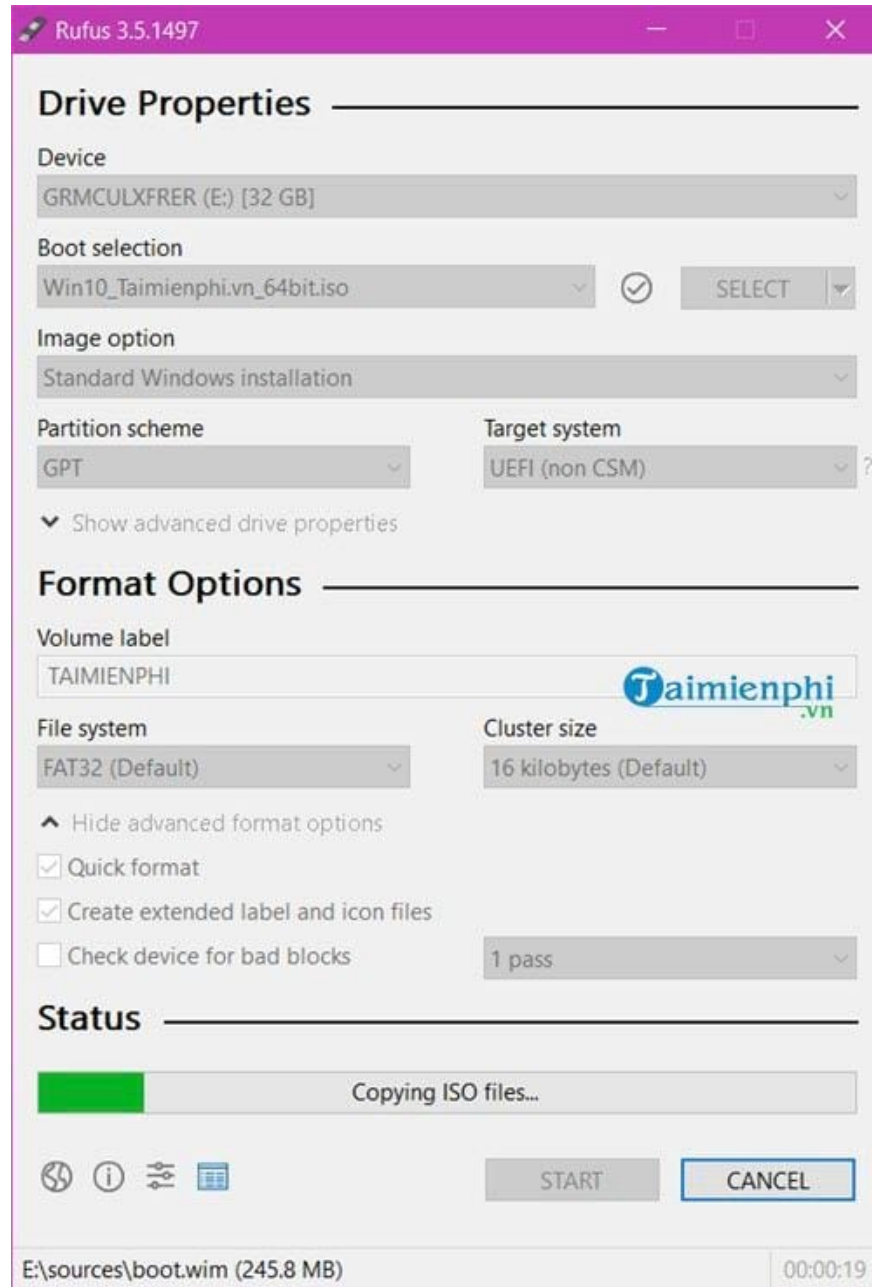 Rufus 3.5.1497
Drive Properties
Device
GRMCULXFRER (E:) [32 GB]
Boot selection
Win10_Taimienphi.vn_64bit.iso
SELECT
Image option
Standard Windows installation
Partition scheme
Target system
GPT
UEFI (non CSM)
?
Show advanced drive properties
Format Options
Volume label
TAIMIENPHI
Taimienphi
.vn
File system
Cluster size
FAT32 (Default)
16 kilobytes (Default)
Hide advanced format options
Quick format
Create extended label and icon files
Check device for bad blocks
1 pass
Status
Copying ISO files...
START
CANCEL
E:\sources\boot.wim (245.8 MB)
00:00:19